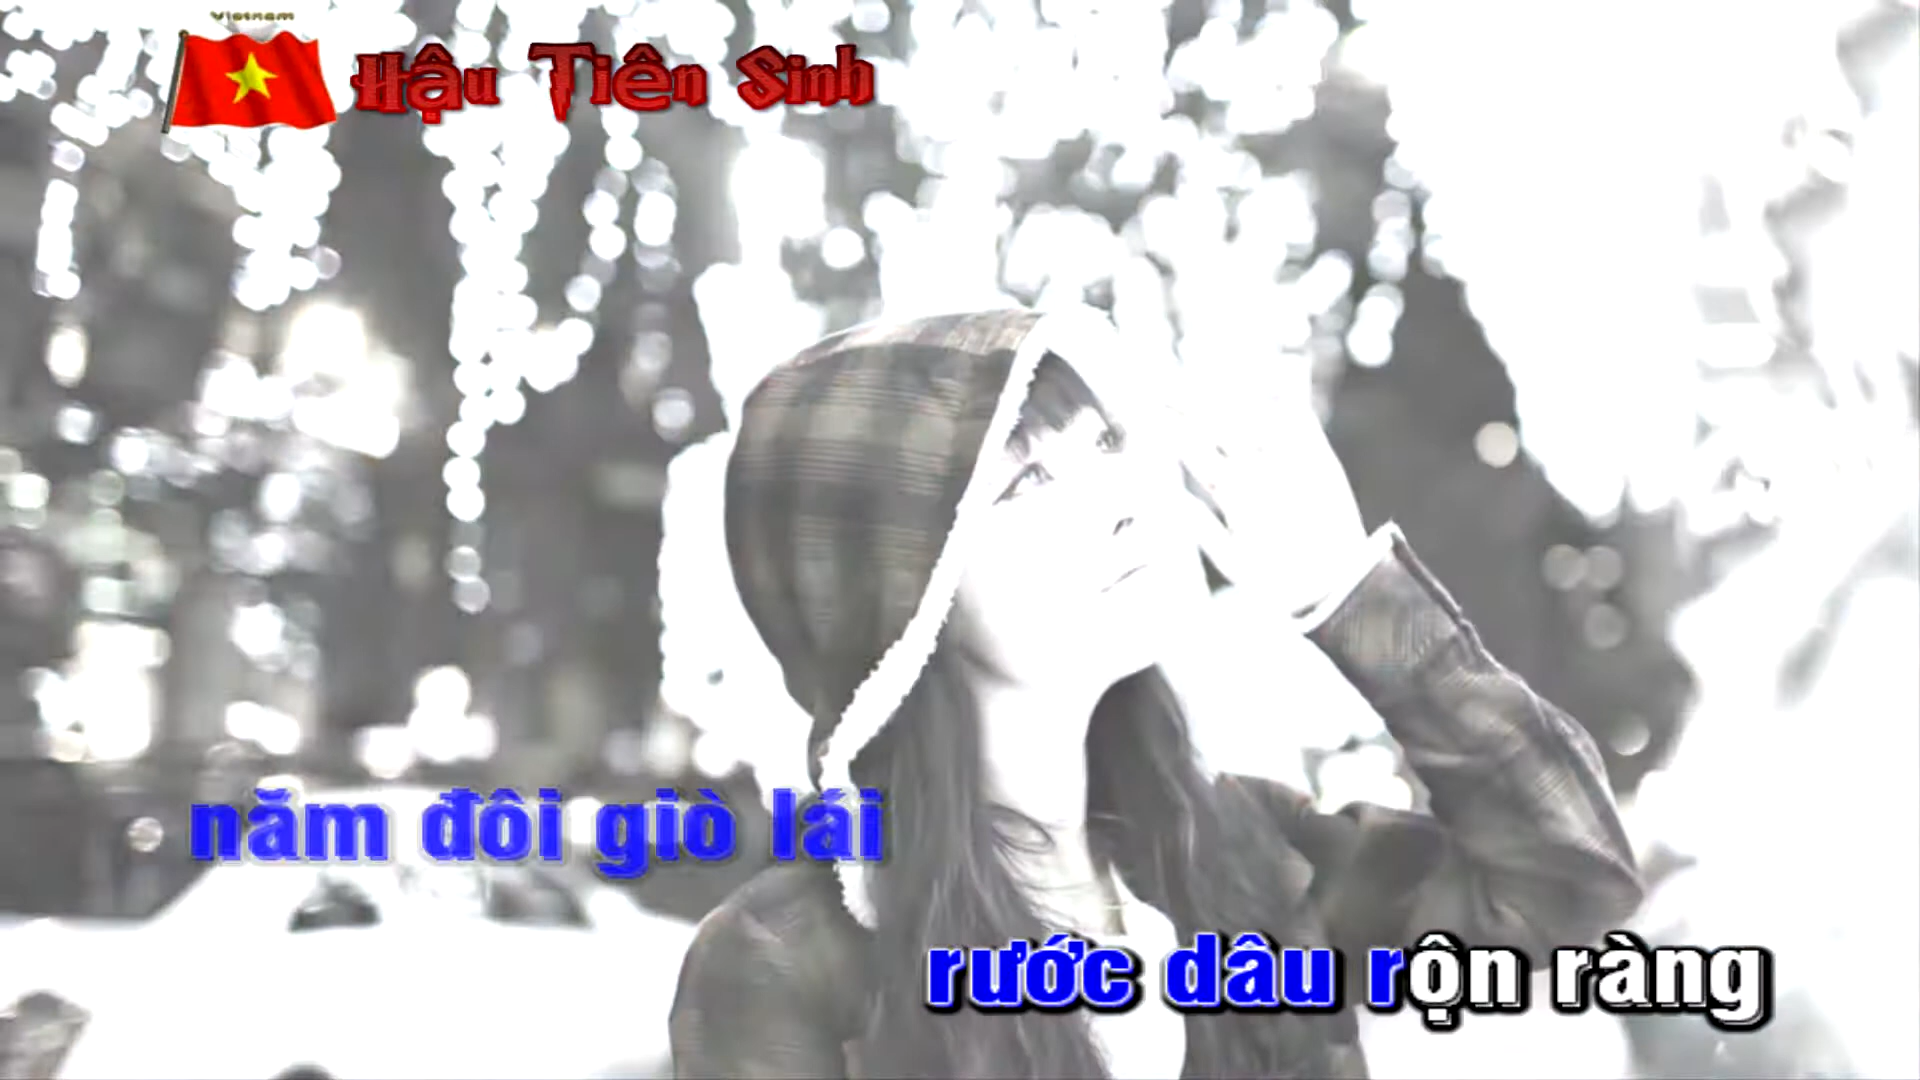 Vietnam
Hậu Tiên Sinh
năm đôi giò lái
rước dâu rộn ràng